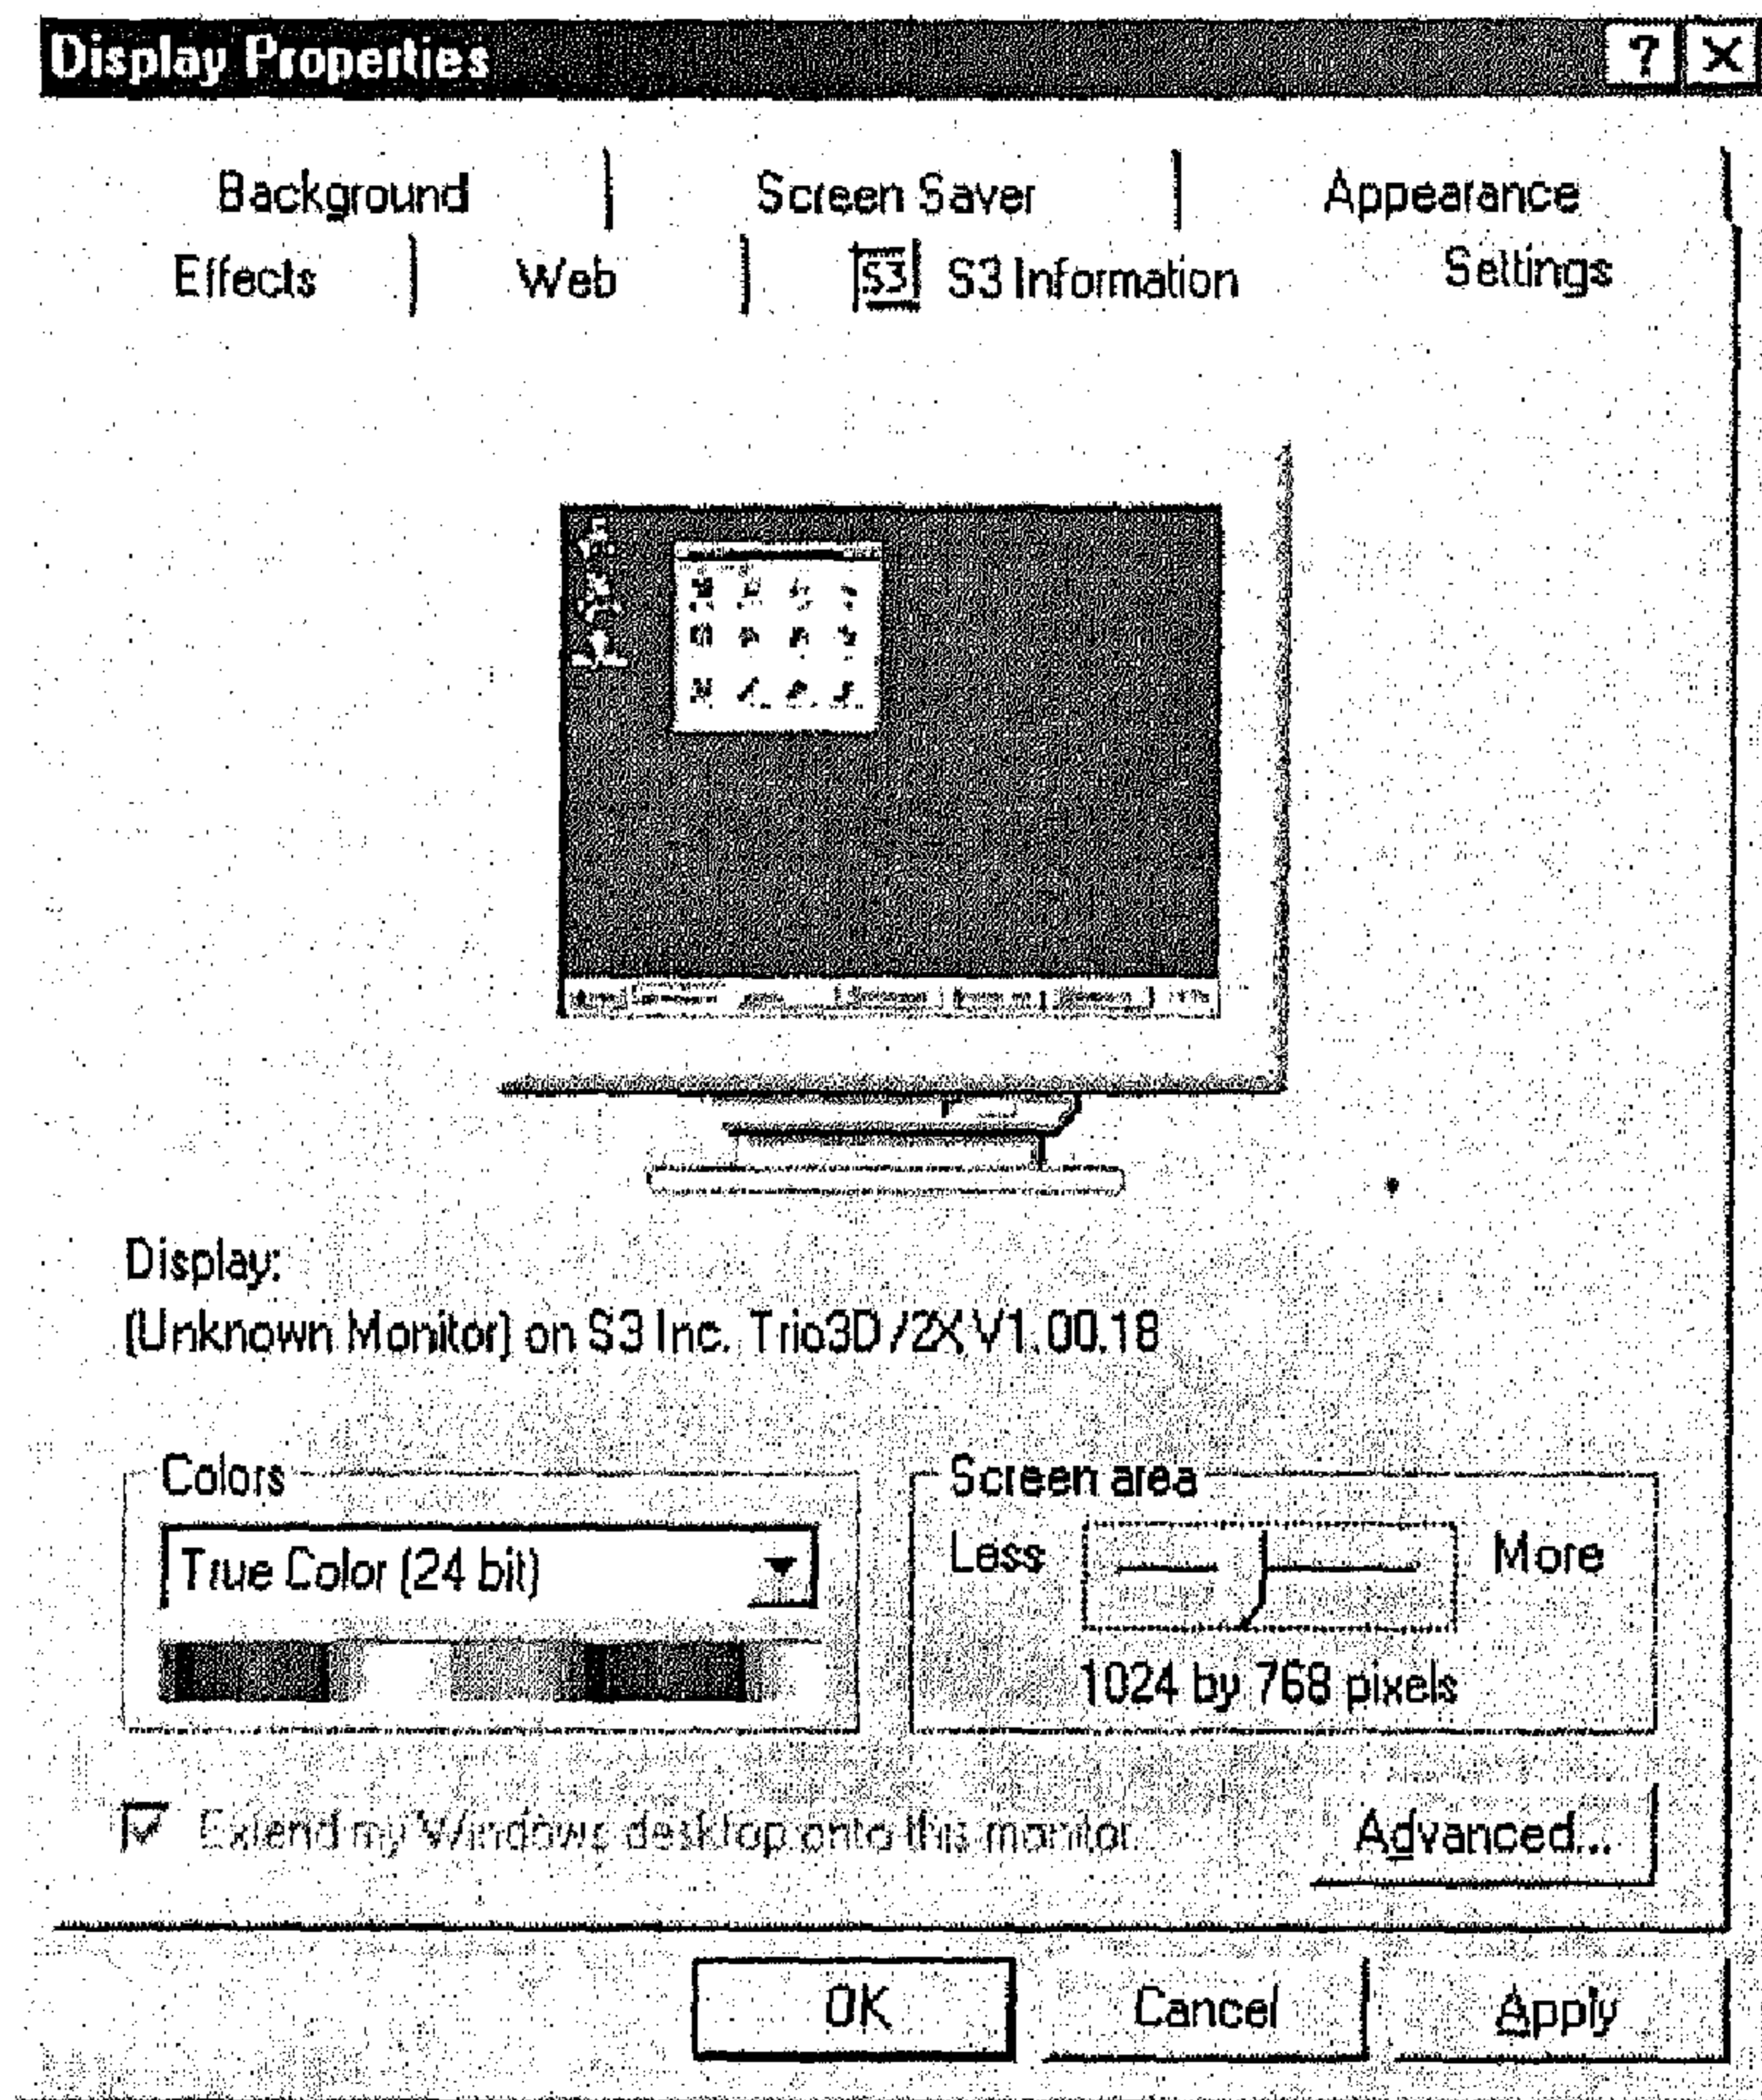 Display Properties ? X
Background Screen Saver Appearance
Effects Web S3 S3 Information Settings
Display:
(Unknown Monitor) on S3 Inc. Trio3D/2X V1.00.18
Colors Screen area
True Color (24 bit) Less More
1024 by 768 pixels
Extend my Windows desktop onto this monitor. Advanced...
OK Cancel Apply